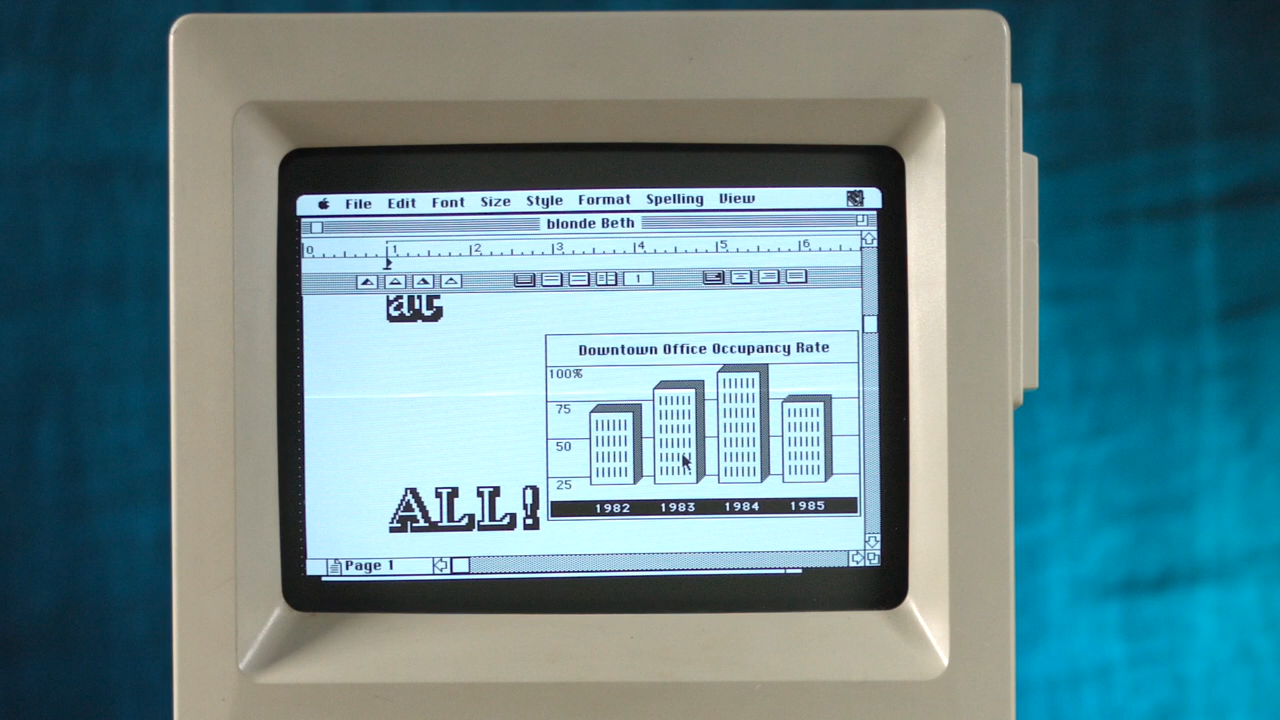 File Edit Font Size Style Format Spelling View
blonde Beth
0 1 2 3 4 5 6
1
Downtown Office Occupancy Rate
100%
75
50
25
1982 1983 1984 1985
ALL!
Page 1